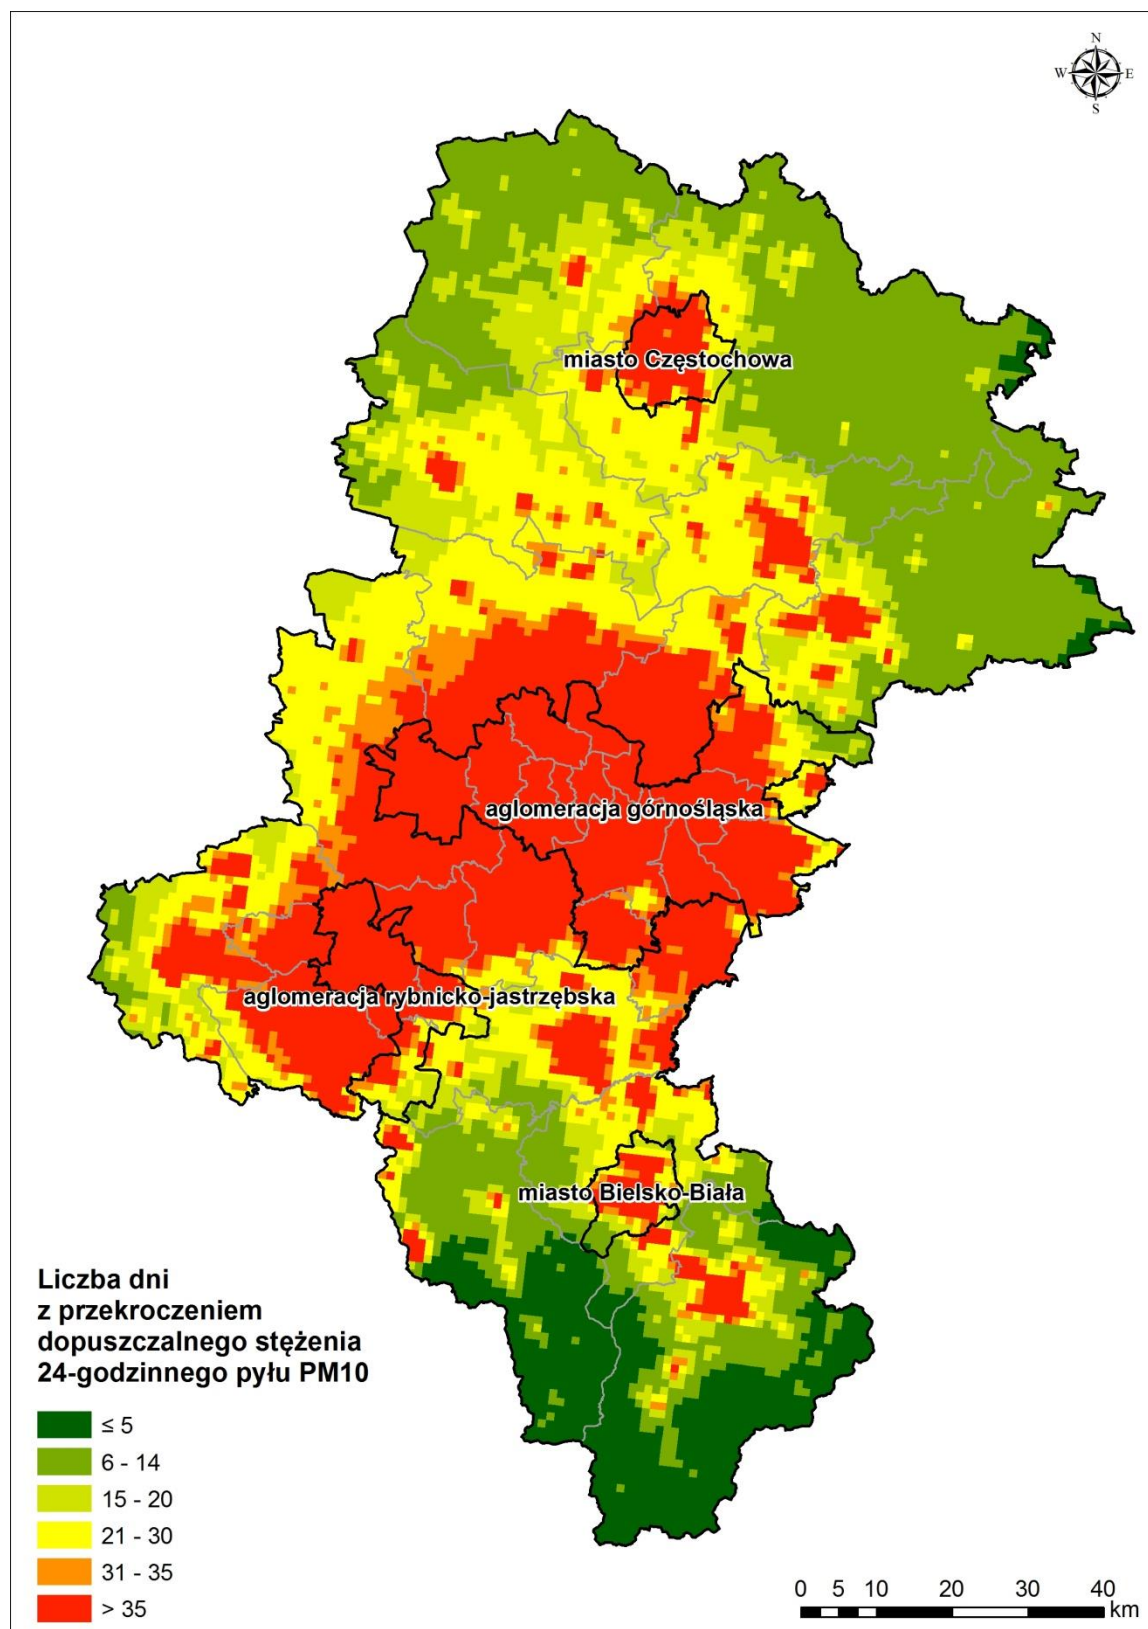 N
W E
S
miasto Częstochowa
aglomeracja górnośląska
aglomeracja rybnicko-jastrzębska
miasto Bielsko-Biała
Liczba dni
z przekroczeniem
dopuszczalnego stężenia
24-godzinnego pyłu PM10
≤ 5
6 - 14
15 - 20
21 - 30
31 - 35
> 35
0 5 10 20 30 40
km